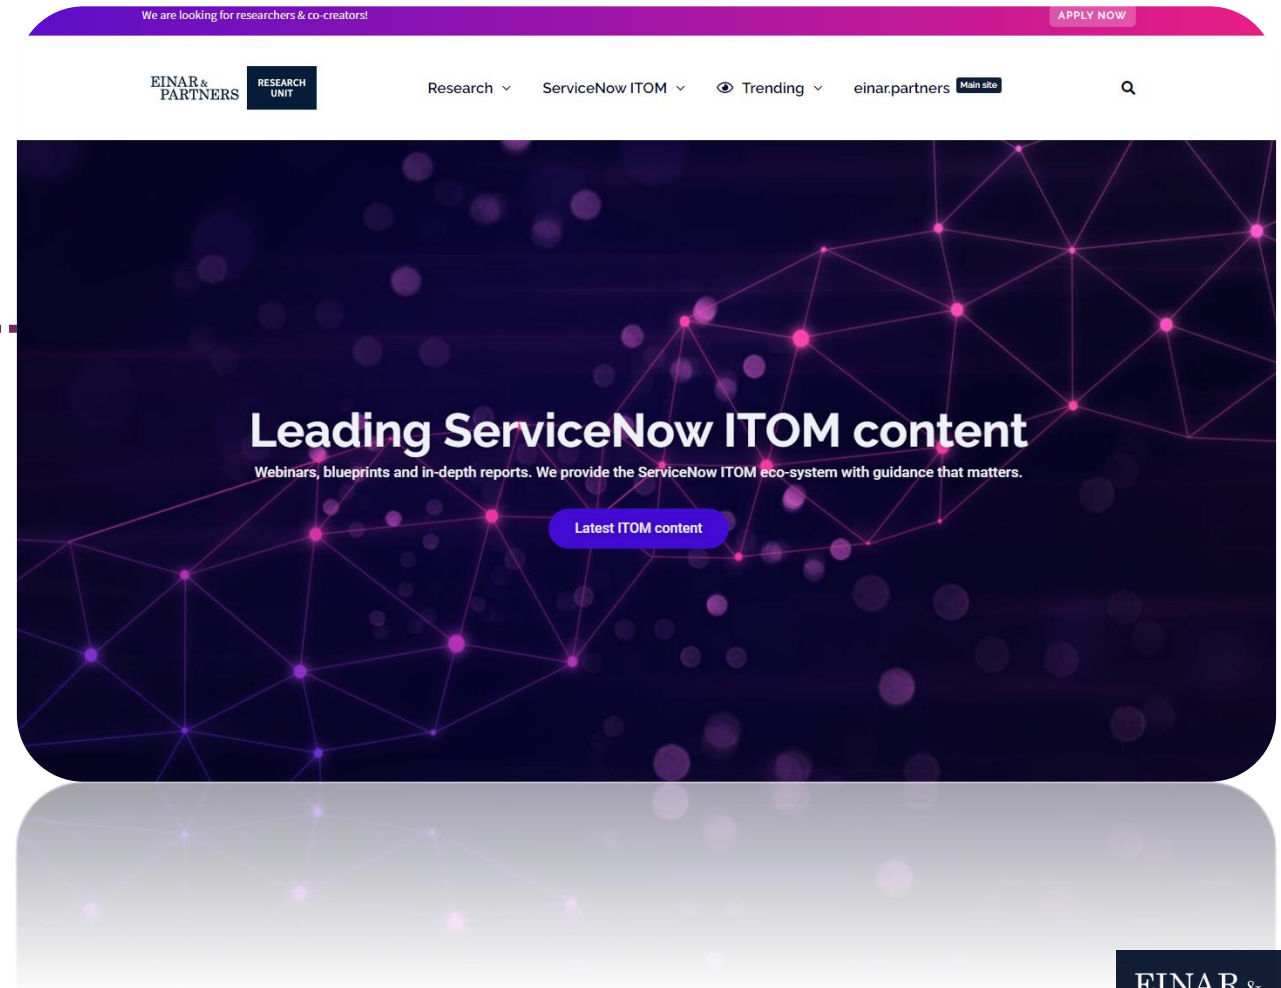 We are looking for researchers & co-creators!
APPLY NOW
EINAR &
PARTNERS
RESEARCH
UNIT
Research
ServiceNow ITOM
Trending
einar.partners
Main site
Leading ServiceNow ITOM content
Webinars, blueprints and in-depth reports. We provide the ServiceNow ITOM eco-system with guidance that matters.
Latest ITOM content
EINAR &